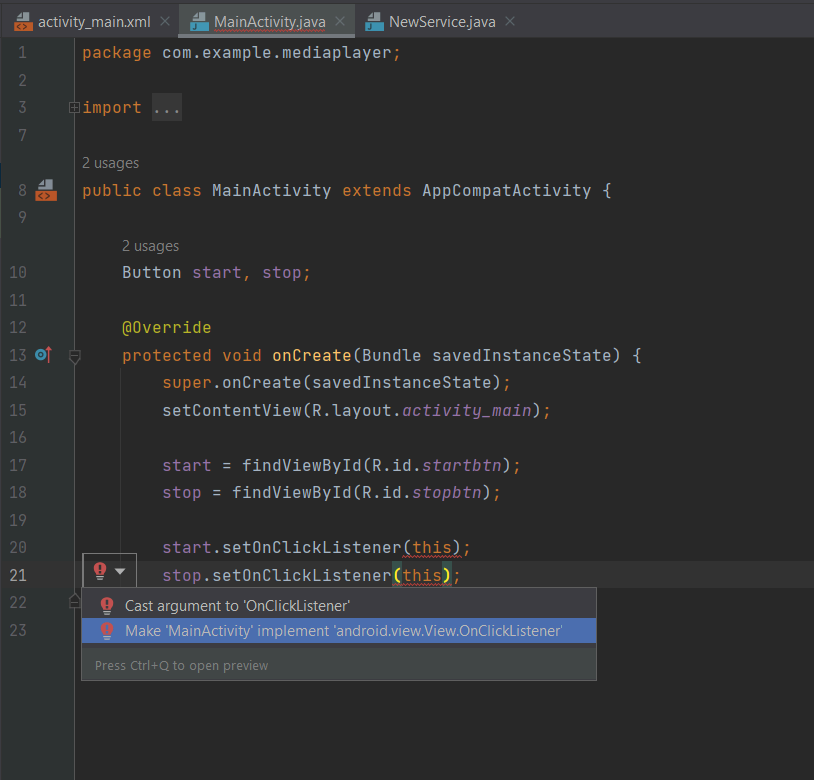 activity_main.xml MainActivity.java NewService.java
1 package com.example.mediaplayer;
2
3 import ...
7
2 usages
8 public class MainActivity extends AppCompatActivity {
9
2 usages
10 Button start, stop;
11
12 @Override
13 protected void onCreate(Bundle savedInstanceState) {
14 super.onCreate(savedInstanceState);
15 setContentView(R.layout.activity_main);
16
17 start = findViewById(R.id.startbtn);
18 stop = findViewById(R.id.stopbtn);
19
20 start.setOnClickListener(this);
21 stop.setOnClickListener(this);
22 Cast argument to 'OnClickListener'
23 Make 'MainActivity' implement 'android.view.View.OnClickListener'
Press Ctrl+Q to open preview